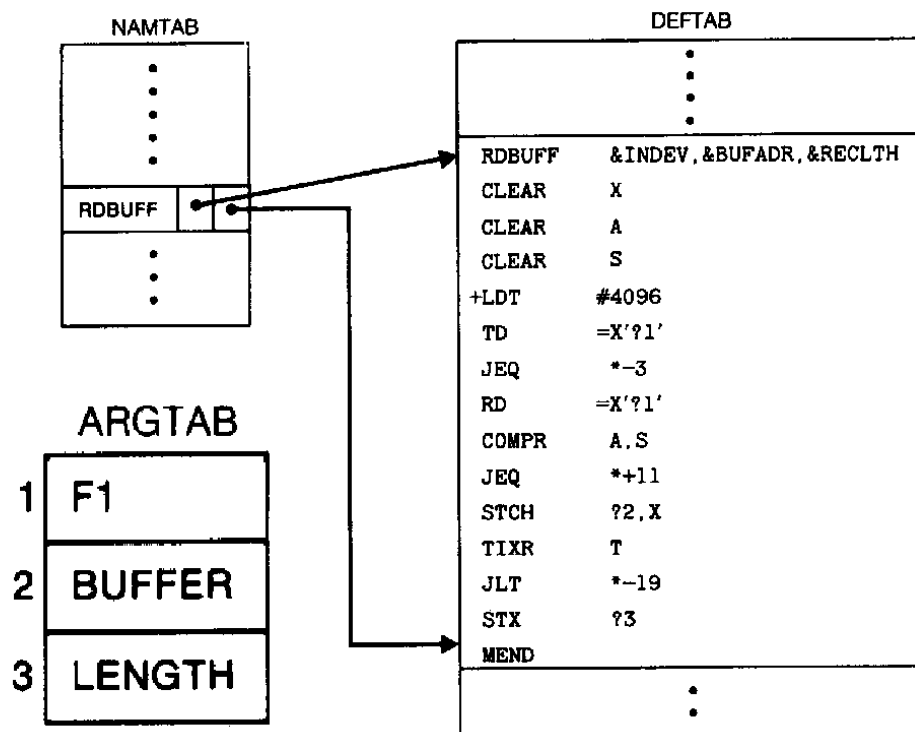 NAMTAB
RDBUFF
DEFTAB
RDBUFF &INDEV,&BUFADR,&RECLTH
CLEAR X
CLEAR A
CLEAR S
+LDT #4096
TD =X'?1'
JEQ *-3
RD =X'?1'
COMPR A,S
JEQ *+11
STCH ?2,X
TIXR T
JLT *-19
STX ?3
MEND
ARGTAB
1 F1
2 BUFFER
3 LENGTH